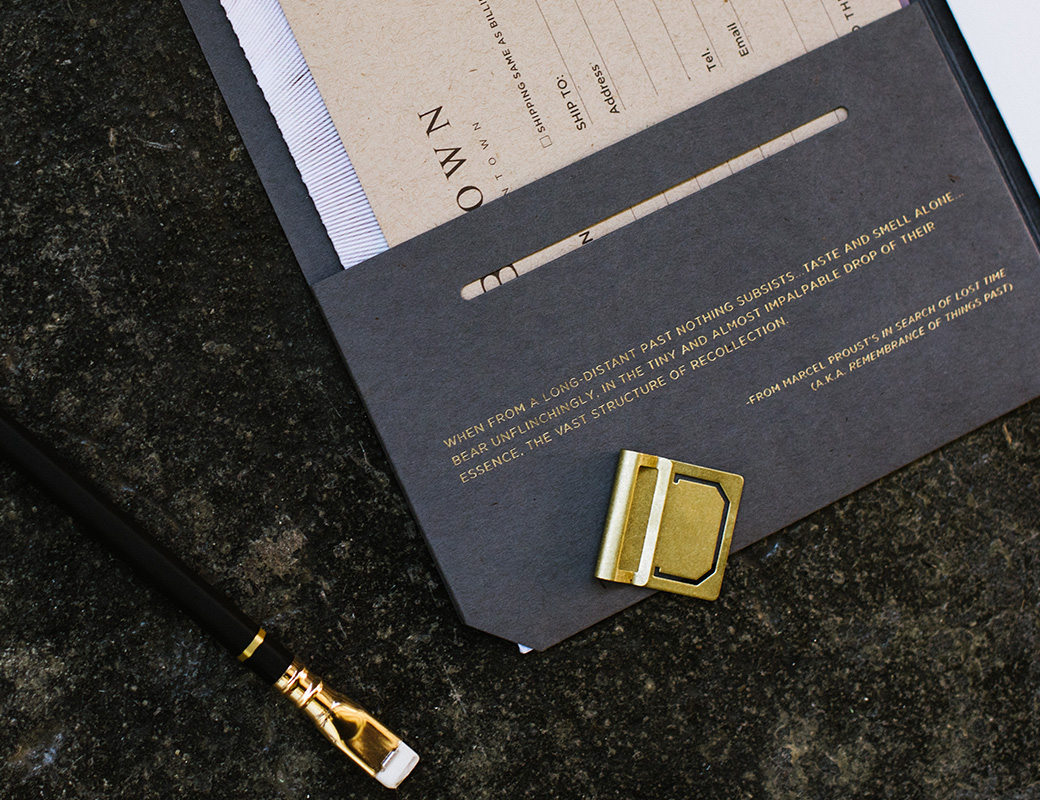 OWN
NTOWN
SHIPPING SAME AS
SHIP TO:
Address
Tel.
Email
B
N
WHEN FROM A LONG-DISTANT PAST NOTHING SUBSISTS...TASTE AND SMELL ALONE...
BEAR UNFLINCHINGLY, IN THE TINY AND ALMOST IMPALPABLE DROP OF THEIR
ESSENCE, THE VAST STRUCTURE OF RECOLLECTION.
-FROM MARCEL PROUST'S IN SEARCH OF LOST TIME
(A.K.A. REMEMBRANCE OF THINGS PAST)